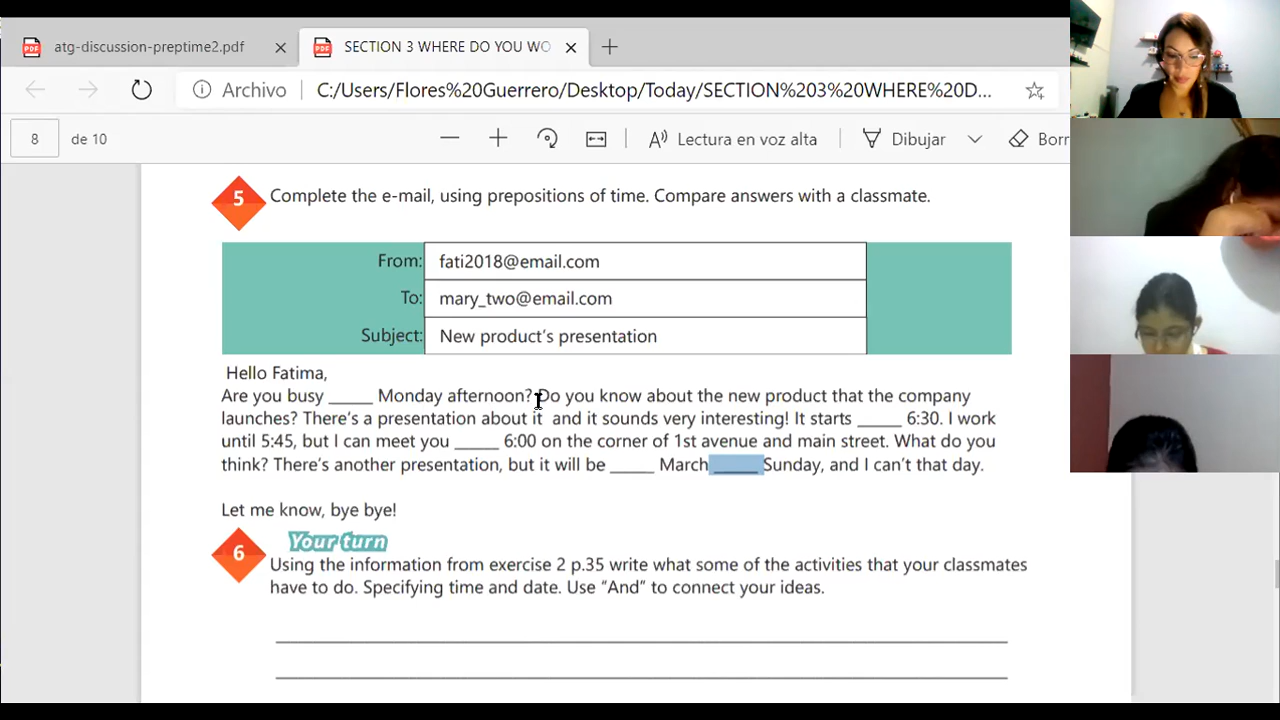 atg-discussion-preptime2.pdf
SECTION 3 WHERE DO YOU WO
Archivo
C:/Users/Flores%20Guerrero/Desktop/Today/SECTION%203%20WHERE%20D...
8
de 10
Lectura en voz alta
Dibujar
Borr
5
Complete the e-mail, using prepositions of time. Compare answers with a classmate.
From:
fati2018@email.com
To:
mary_two@email.com
Subject:
New product's presentation
Hello Fatima,
Are you busy _____ Monday afternoon? Do you know about the new product that the company
launches? There's a presentation about it and it sounds very interesting! It starts _____ 6:30. I work
until 5:45, but I can meet you _____ 6:00 on the corner of 1st avenue and main street. What do you
think? There's another presentation, but it will be _____ March _____ Sunday, and I can't that day.
Let me know, bye bye!
6
Your turn
Using the information from exercise 2 p.35 write what some of the activities that your classmates
have to do. Specifying time and date. Use “And” to connect your ideas.